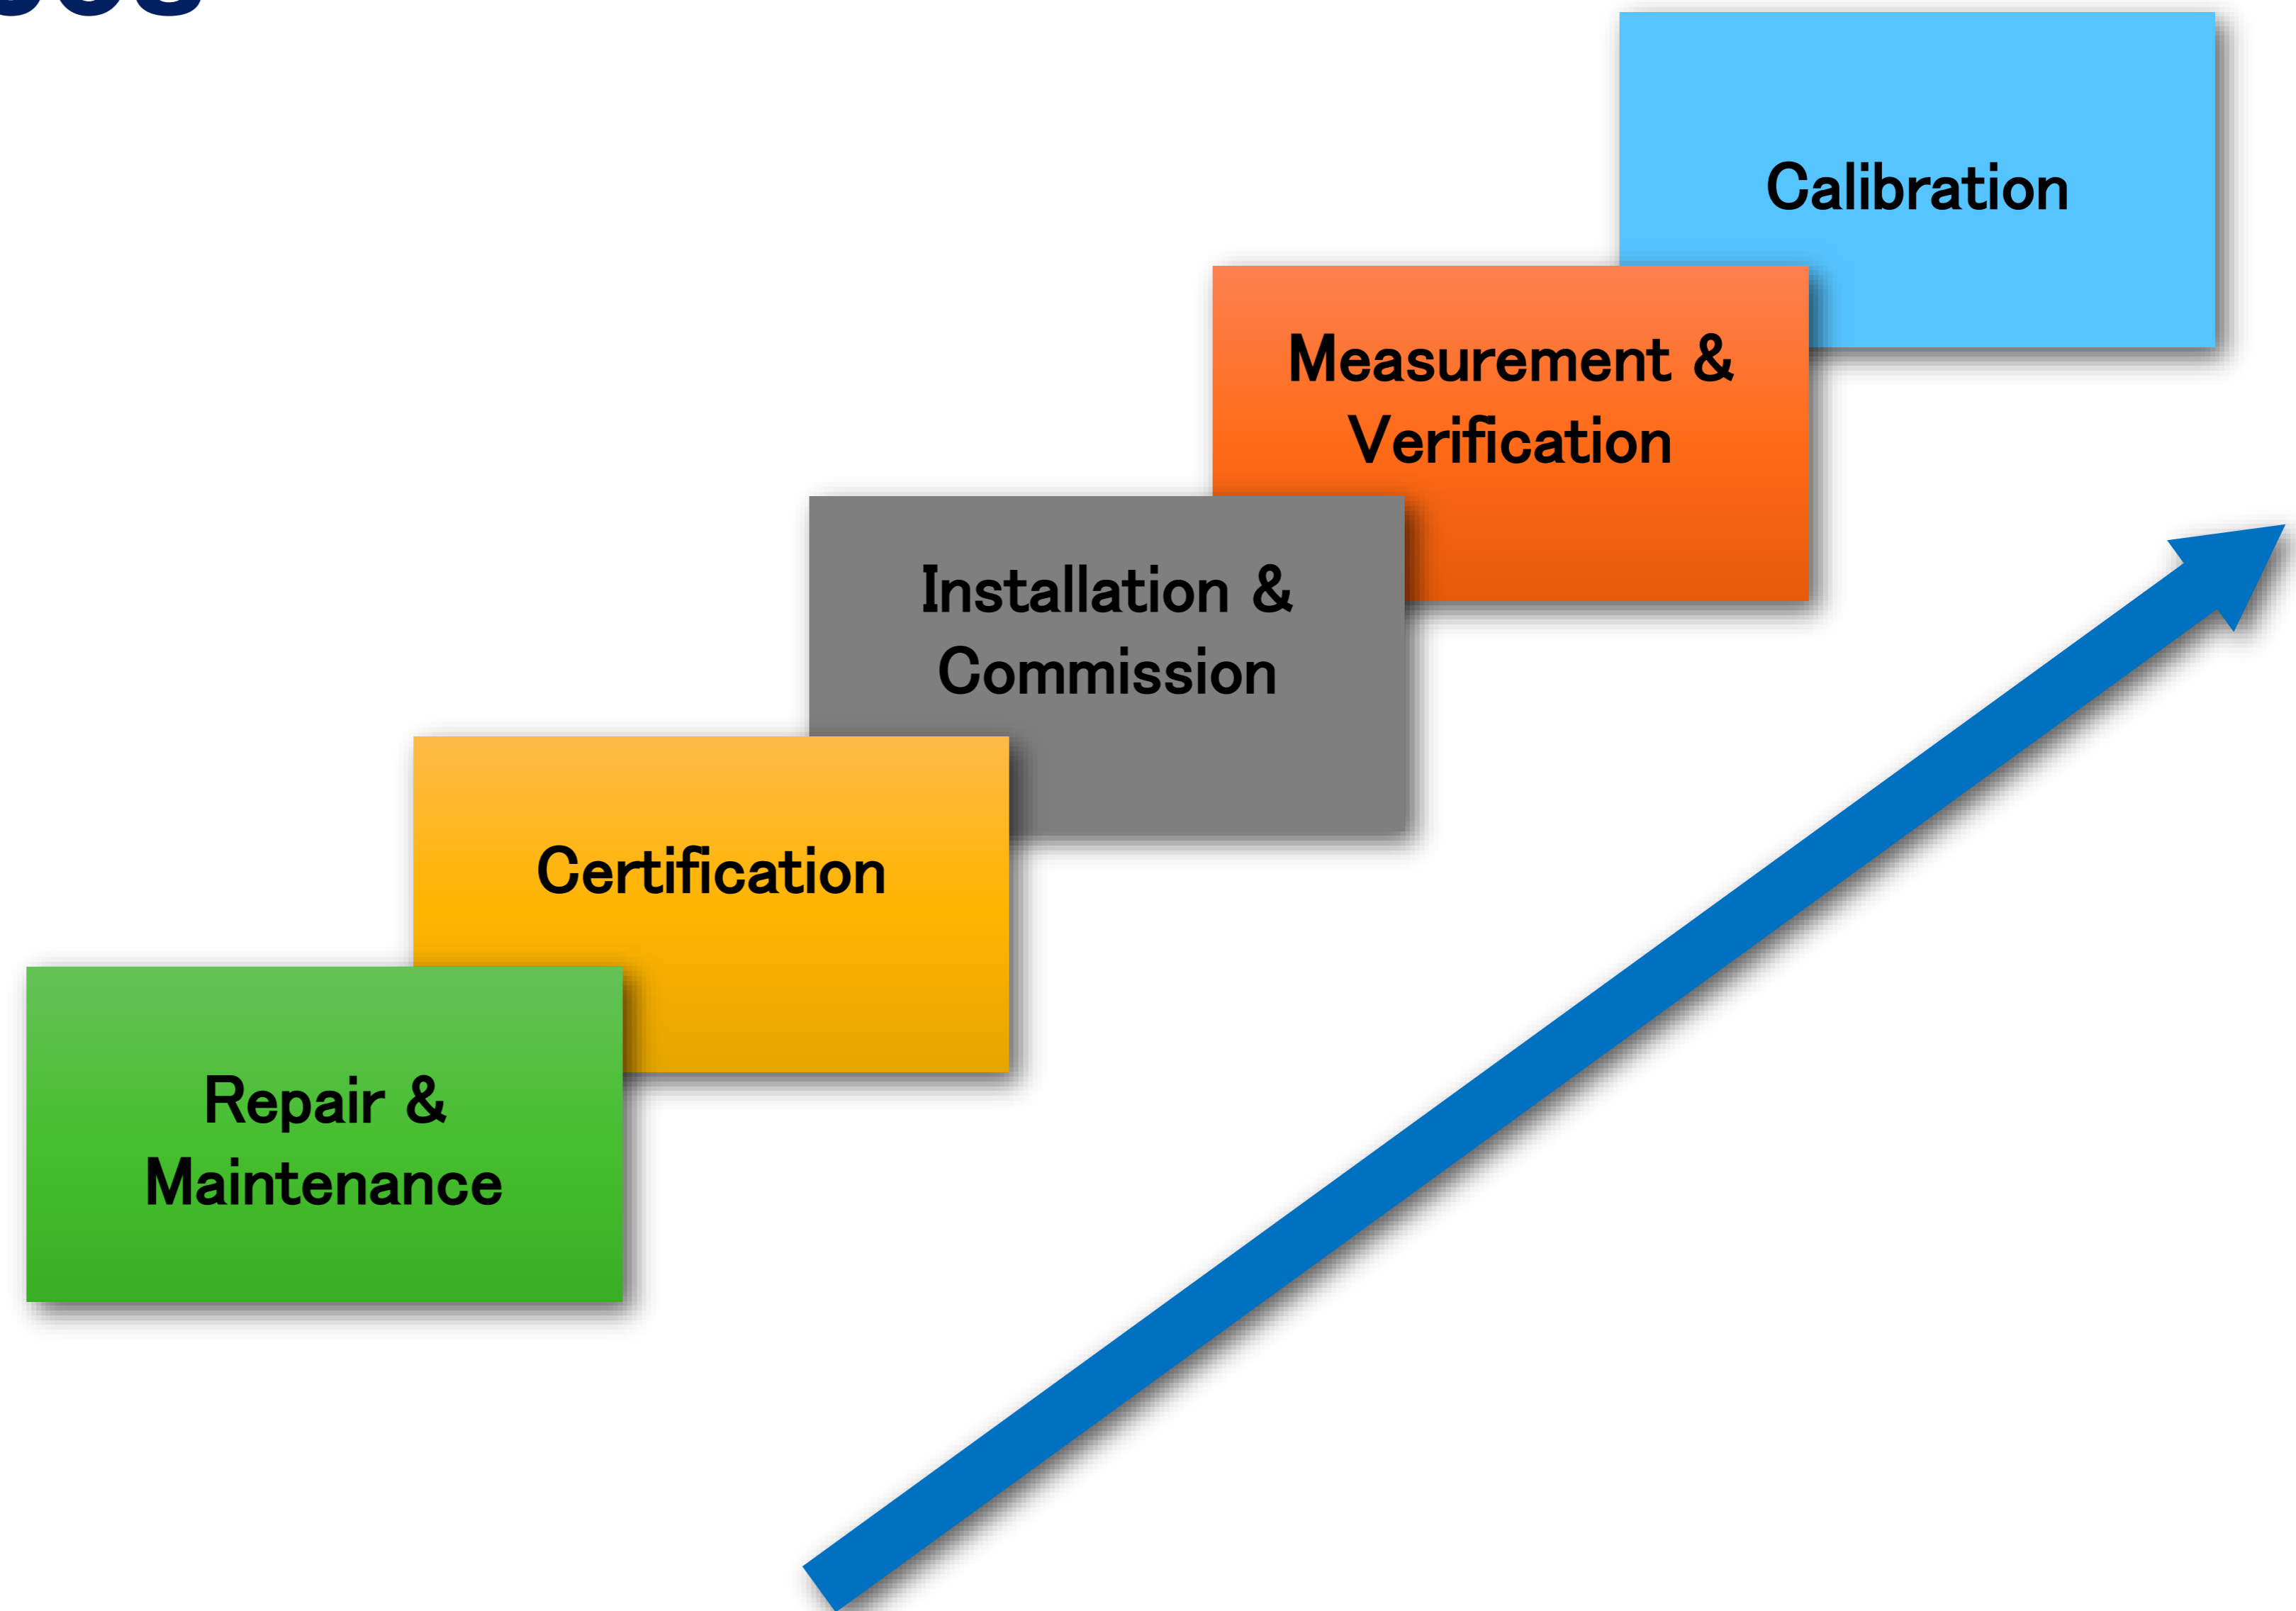 Calibration
Measurement &
Verification
Installation &
Commission
Certification
Repair &
Maintenance